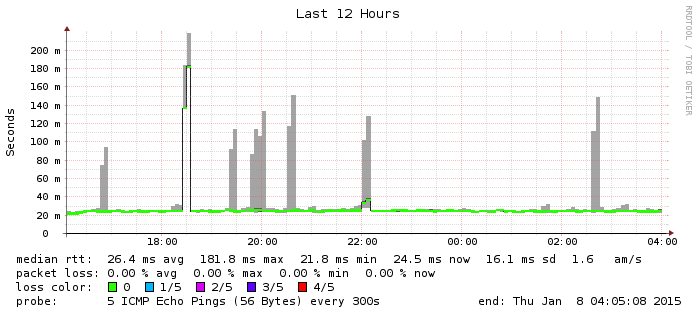 Last 12 Hours
RRDTOOL / TOBI OETIKER
Seconds
200 m
180 m
160 m
140 m
120 m
100 m
80 m
60 m
40 m
20 m
0
18:00 20:00 22:00 00:00 02:00 04:00
median rtt: 26.4 ms avg 181.8 ms max 21.8 ms min 24.5 ms now 16.1 ms sd 1.6 am/s
packet loss: 0.00 % avg 0.00 % max 0.00 % min 0.00 % now
loss color: 0 1/5 2/5 3/5 4/5
probe: 5 ICMP Echo Pings (56 Bytes) every 300s end: Thu Jan 8 04:05:08 2015